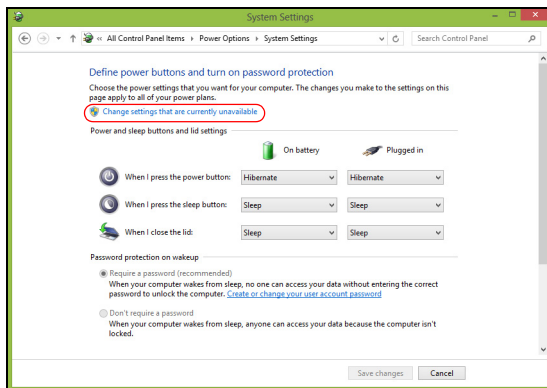 System Settings
« All Control Panel Items › Power Options › System Settings
Search Control Panel
Define power buttons and turn on password protection
Choose the power settings that you want for your computer. The changes you make to the settings on this
page apply to all of your power plans.
Change settings that are currently unavailable
Power and sleep buttons and lid settings
On battery Plugged in
When I press the power button: Hibernate Hibernate
When I press the sleep button: Sleep Sleep
When I close the lid: Sleep Sleep
Password protection on wakeup
Require a password (recommended)
When your computer wakes from sleep, no one can access your data without entering the correct
password to unlock the computer. Create or change your user account password
Don't require a password
When your computer wakes from sleep, anyone can access your data because the computer isn't
locked.
Save changes Cancel